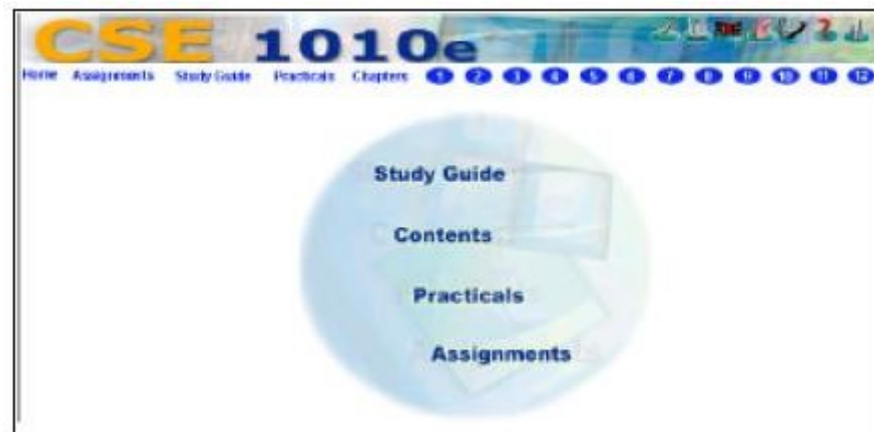 CSE 1010e
Home Assignments Study Guide Practicals Chapters 1 2 3 4 5 6 7 8 9 10 11 12
Study Guide
Contents
Practicals
Assignments